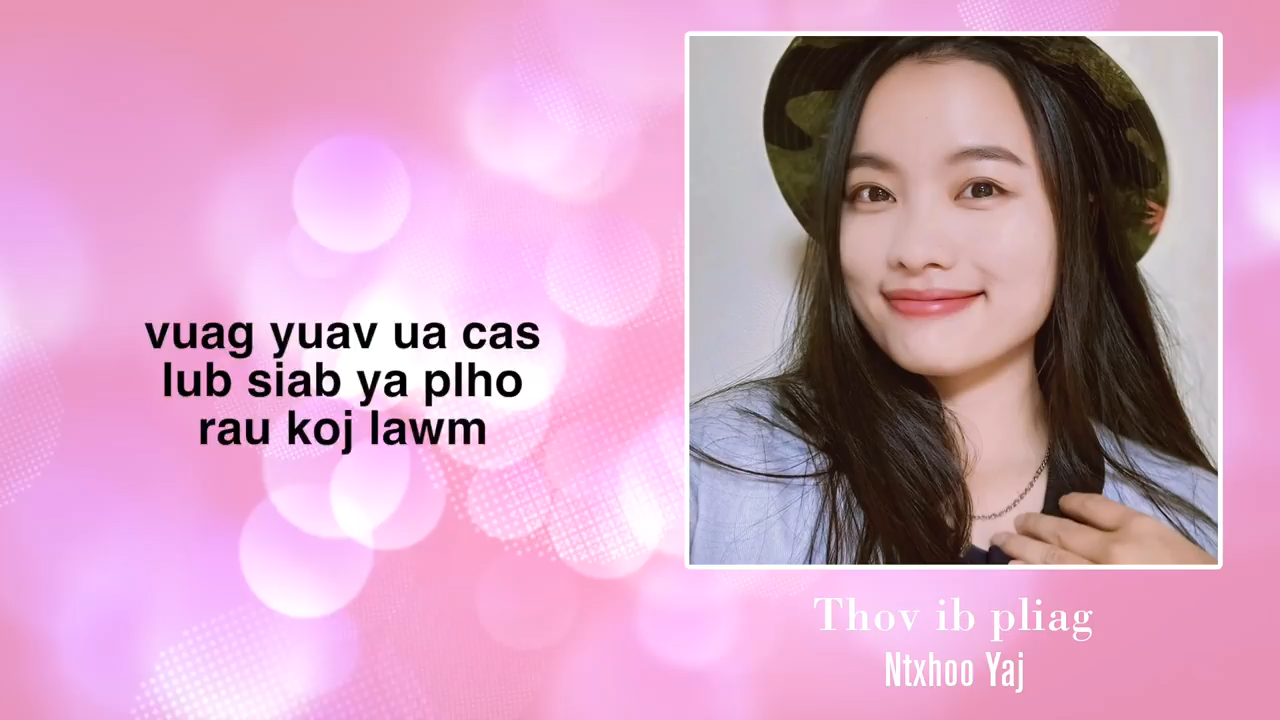 vuag yuav ua cas
lub siab ya plho
rau koj lawm
Thov ib pliag
Ntxhoo Yaj